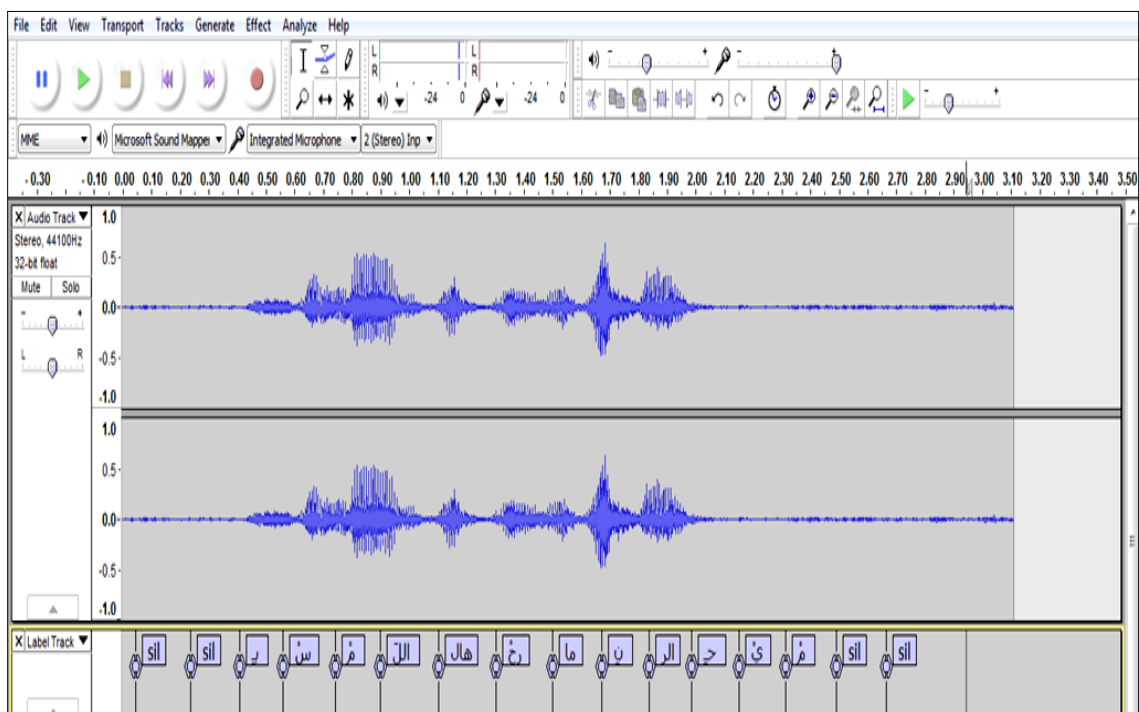 File Edit View Transport Tracks Generate Effect Analyze Help
L L
R R
-24 0 -24 0
MME Microsoft Sound Mapper Integrated Microphone 2 (Stereo) Inp
- 0.30 - 0.10 0.00 0.10 0.20 0.30 0.40 0.50 0.60 0.70 0.80 0.90 1.00 1.10 1.20 1.30 1.40 1.50 1.60 1.70 1.80 1.90 2.00 2.10 2.20 2.30 2.40 2.50 2.60 2.70 2.80 2.90 3.00 3.10 3.20 3.30 3.40 3.50
X Audio Track 1.0
Stereo, 44100Hz
32-bit float 0.5
Mute Solo
- + 0.0
L R -0.5
-1.0
1.0
0.5
0.0
-0.5
-1.0
X Label Track sil sil بِـ سْ مْ اللّ هال رحْ ما نِ الر حـِ يْ مْ sil sil